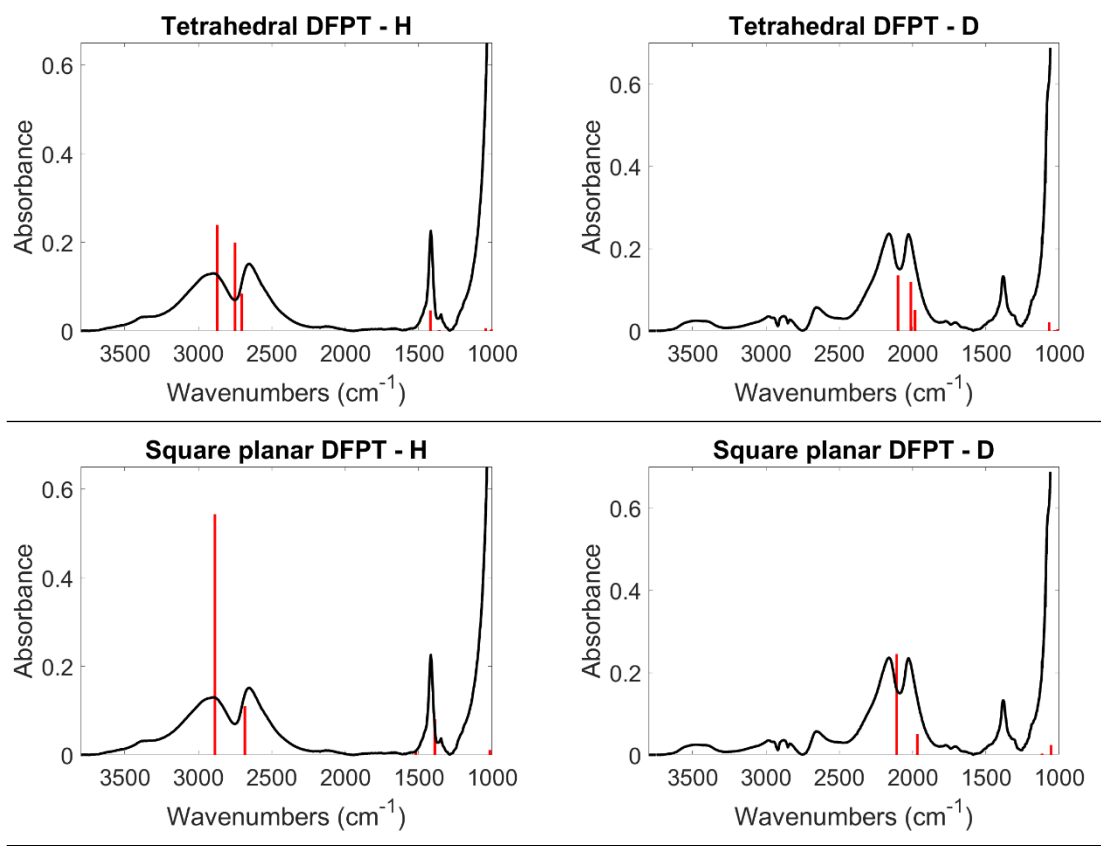 Tetrahedral DFPT - H
0.6
0.4
0.2
0
Absorbance
3500 3000 2500 2000 1500 1000
Wavenumbers (cm⁻¹)
Tetrahedral DFPT - D
0.6
0.4
0.2
0
Absorbance
3500 3000 2500 2000 1500 1000
Wavenumbers (cm⁻¹)
Square planar DFPT - H
0.6
0.4
0.2
0
Absorbance
3500 3000 2500 2000 1500 1000
Wavenumbers (cm⁻¹)
Square planar DFPT - D
0.6
0.4
0.2
0
Absorbance
3500 3000 2500 2000 1500 1000
Wavenumbers (cm⁻¹)